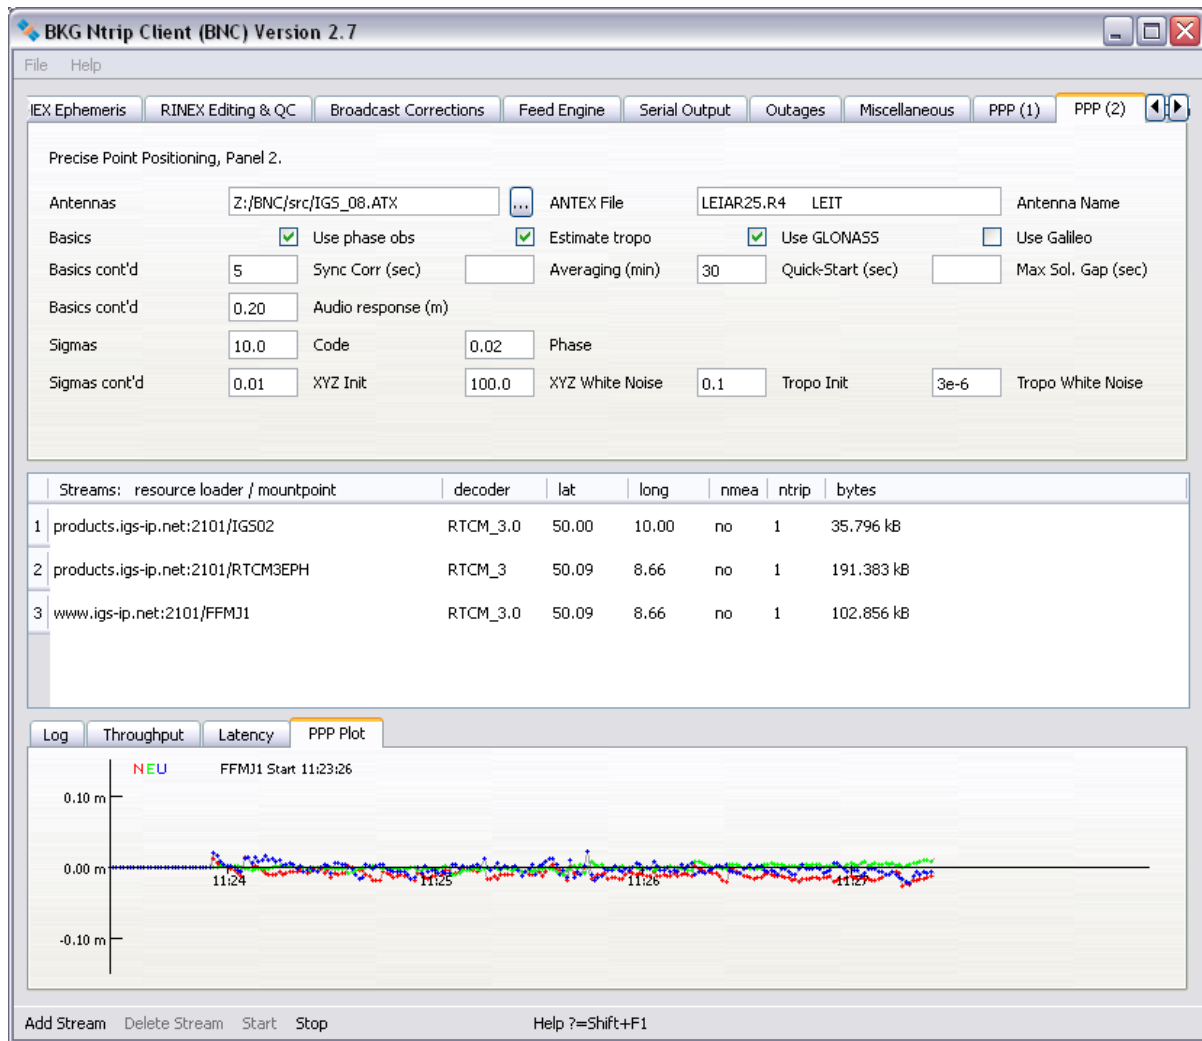 BKG Ntrip Client (BNC) Version 2.7
File Help
IEX Ephemeris RINEX Editing & QC Broadcast Corrections Feed Engine Serial Output Outages Miscellaneous PPP (1) PPP (2)
Precise Point Positioning, Panel 2.
Antennas Z:/BNC/src/IGS_08.ATX ... ANTEX File LEIAR25.R4 LEIT Antenna Name
Basics Use phase obs Estimate tropo Use GLONASS Use Galileo
Basics cont'd 5 Sync Corr (sec) Averaging (min) 30 Quick-Start (sec) Max Sol. Gap (sec)
Basics cont'd 0.20 Audio response (m)
Sigmas 10.0 Code 0.02 Phase
Sigmas cont'd 0.01 XYZ Init 100.0 XYZ White Noise 0.1 Tropo Init 3e-6 Tropo White Noise
Streams: resource loader / mountpoint decoder lat long nmea ntrip bytes
1 products.igs-ip.net:2101/IGS02 RTCM_3.0 50.00 10.00 no 1 35.796 kB
2 products.igs-ip.net:2101/RTCM3EPH RTCM_3 50.09 8.66 no 1 191.383 kB
3 www.igs-ip.net:2101/FFMJ1 RTCM_3.0 50.09 8.66 no 1 102.856 kB
Log Throughput Latency PPP Plot
NEU FFMJ1 Start 11:23:26
0.10 m
0.00 m
11:24 11:25 11:26 11:27
-0.10 m
Add Stream Delete Stream Start Stop Help ?=Shift+F1